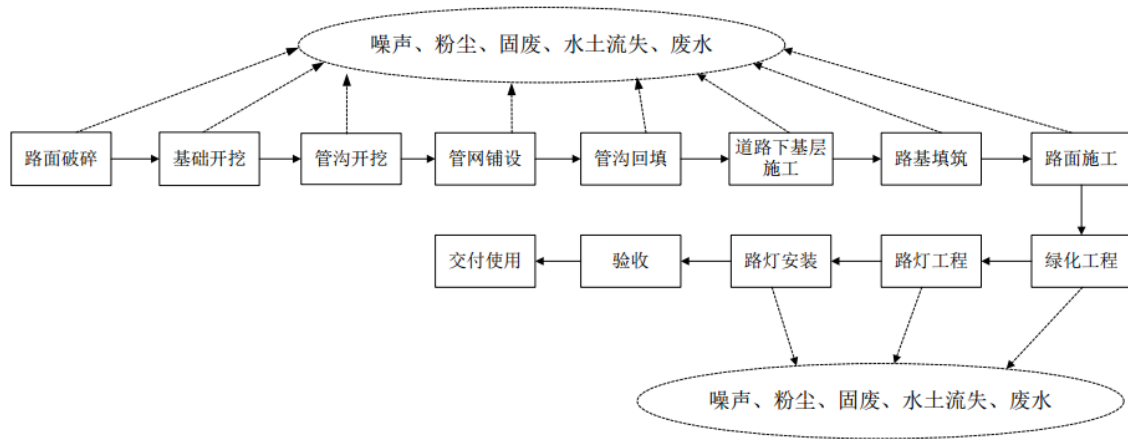 噪声、粉尘、固废、水土流失、废水
路面破碎
基础开挖
管沟开挖
管网铺设
管沟回填
道路下基层
施工
路基填筑
路面施工
交付使用
验收
路灯安装
路灯工程
绿化工程
噪声、粉尘、固废、水土流失、废水